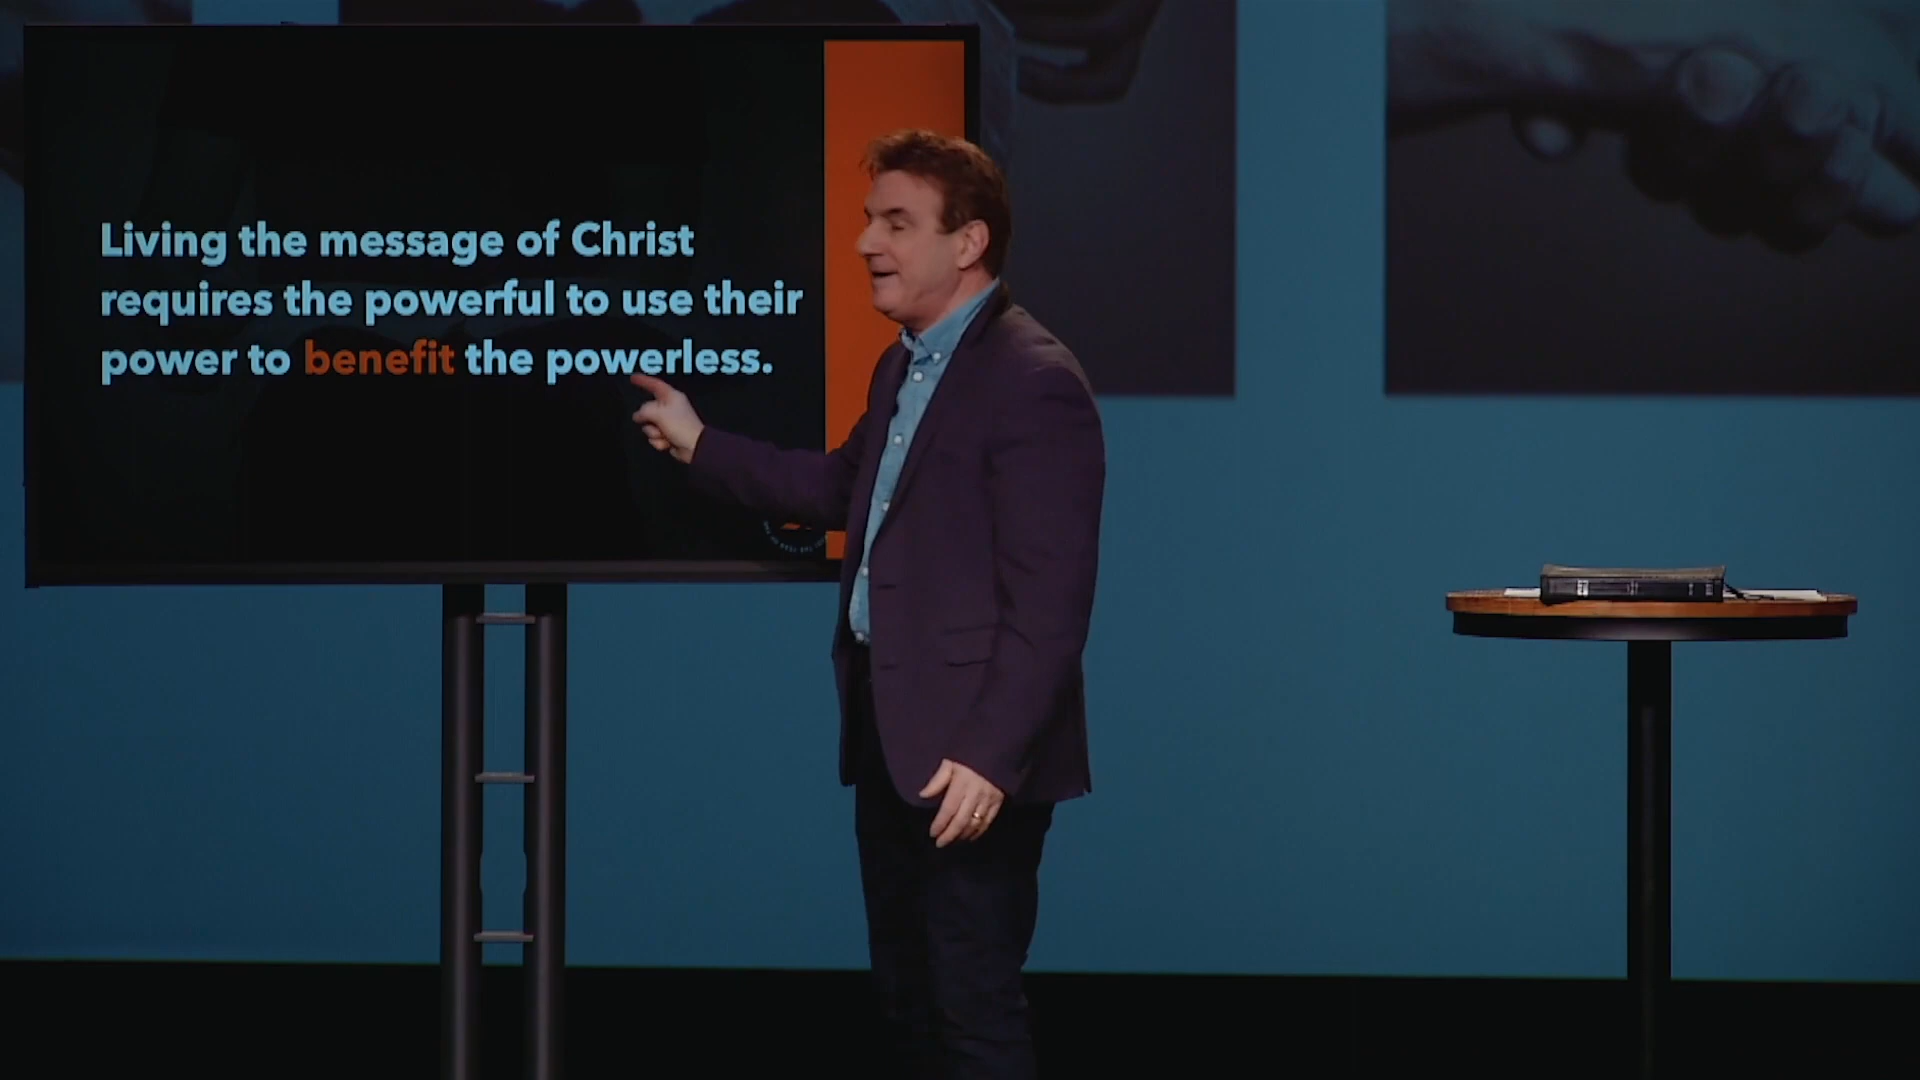 Living the message of Christ
requires the powerful to use their
power to benefit the powerless.